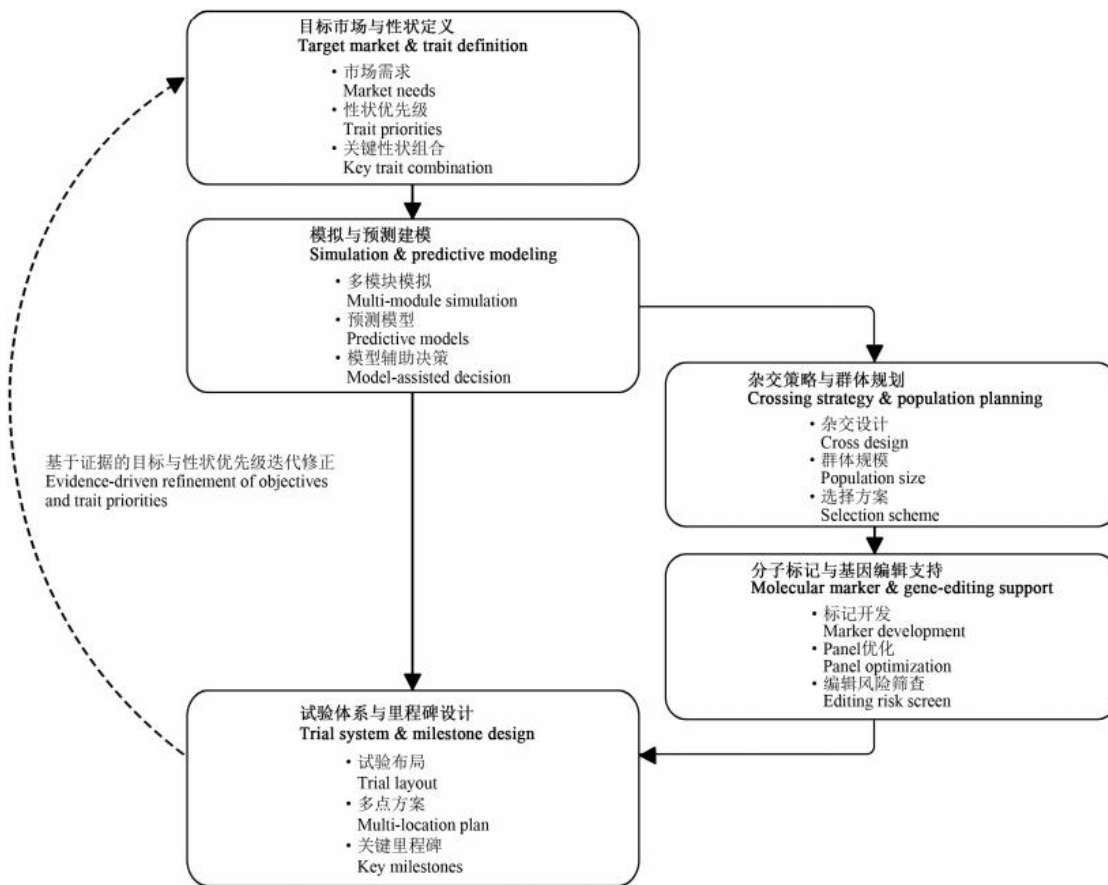 目标市场与性状定义
Target market & trait definition
• 市场需求
Market needs
• 性状优先级
Trait priorities
• 关键性状组合
Key trait combination
模拟与预测建模
Simulation & predictive modeling
• 多模块模拟
Multi-module simulation
• 预测模型
Predictive models
• 模型辅助决策
Model-assisted decision
杂交策略与群体规划
Crossing strategy & population planning
• 杂交设计
Cross design
• 群体规模
Population size
• 选择方案
Selection scheme
基于证据的目标与性状优先级迭代修正
Evidence-driven refinement of objectives
and trait priorities
分子标记与基因编辑支持
Molecular marker & gene-editing support
• 标记开发
Marker development
• Panel优化
Panel optimization
• 编辑风险筛查
Editing risk screen
试验体系与里程碑设计
Trial system & milestone design
• 试验布局
Trial layout
• 多点方案
Multi-location plan
• 关键里程碑
Key milestones